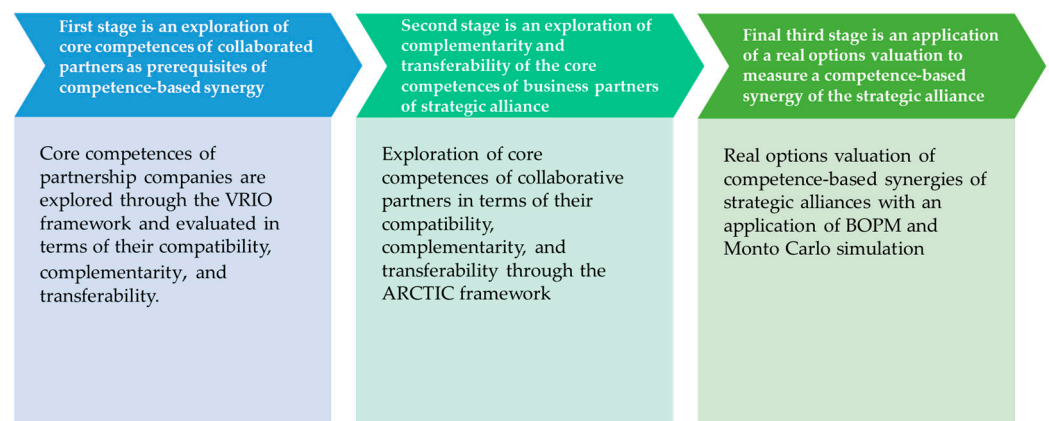 First stage is an exploration of
core competences of collaborated
partners as prerequisites of
competence-based synergy
Core competences of
partnership companies are
explored through the VRIO
framework and evaluated in
terms of their compatibility,
complementarity, and
transferability.
Second stage is an exploration of
complementarity and
transferability of the core
competences of business partners
of strategic alliance
Exploration of core
competences of collaborative
partners in terms of their
compatibility,
complementarity, and
transferability through the
ARCTIC framework
Final third stage is an application
of a real options valuation to
measure a competence-based
synergy of the strategic alliance
Real options valuation of
competence-based synergies of
strategic alliances with an
application of BOPM and
Monto Carlo simulation